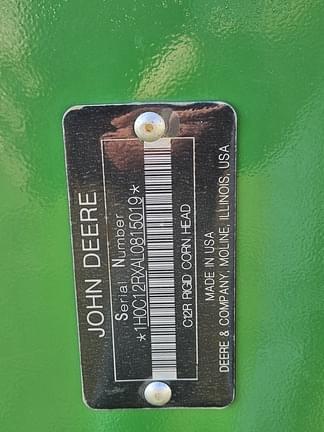 JOHN DEERE
Serial Number
*1H0C12RXAL0815019*
C12R RIGID CORN HEAD
MADE IN USA
DEERE & COMPANY, MOLINE, ILLINOIS, USA